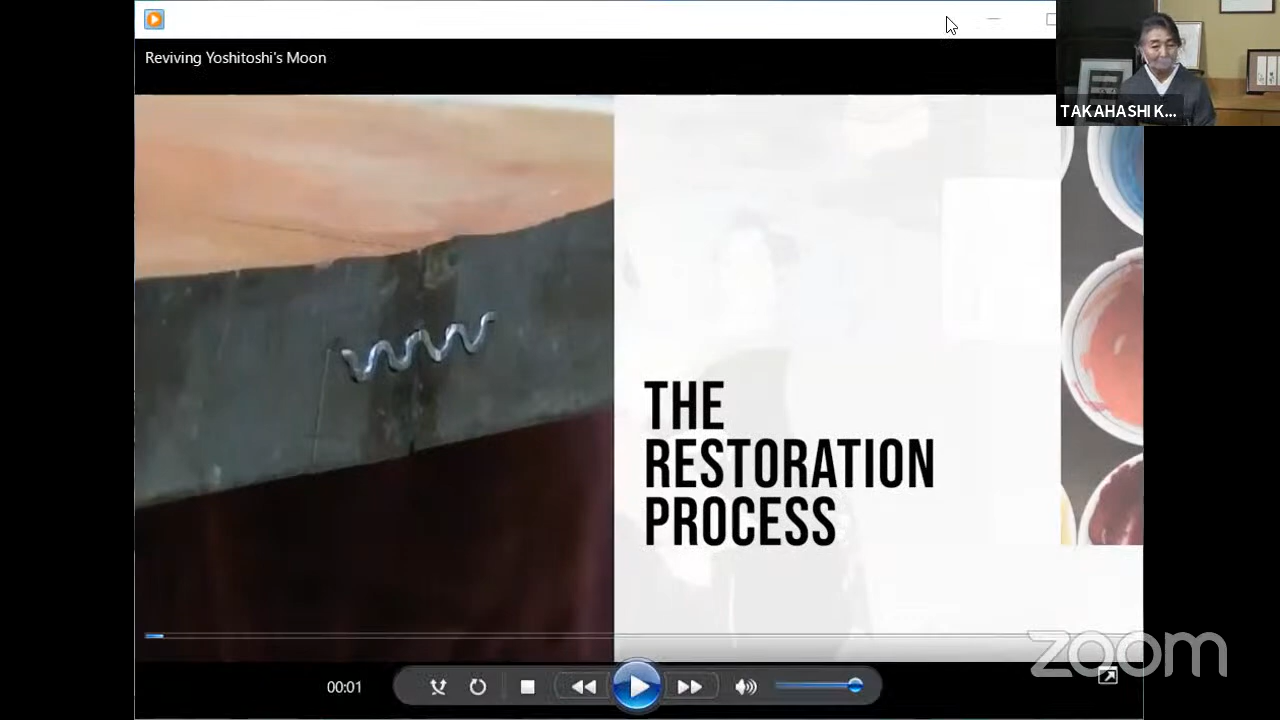 Reviving Yoshitoshi's Moon
TAKAHASHI K...
THE
RESTORATION
PROCESS
zoom
00:01